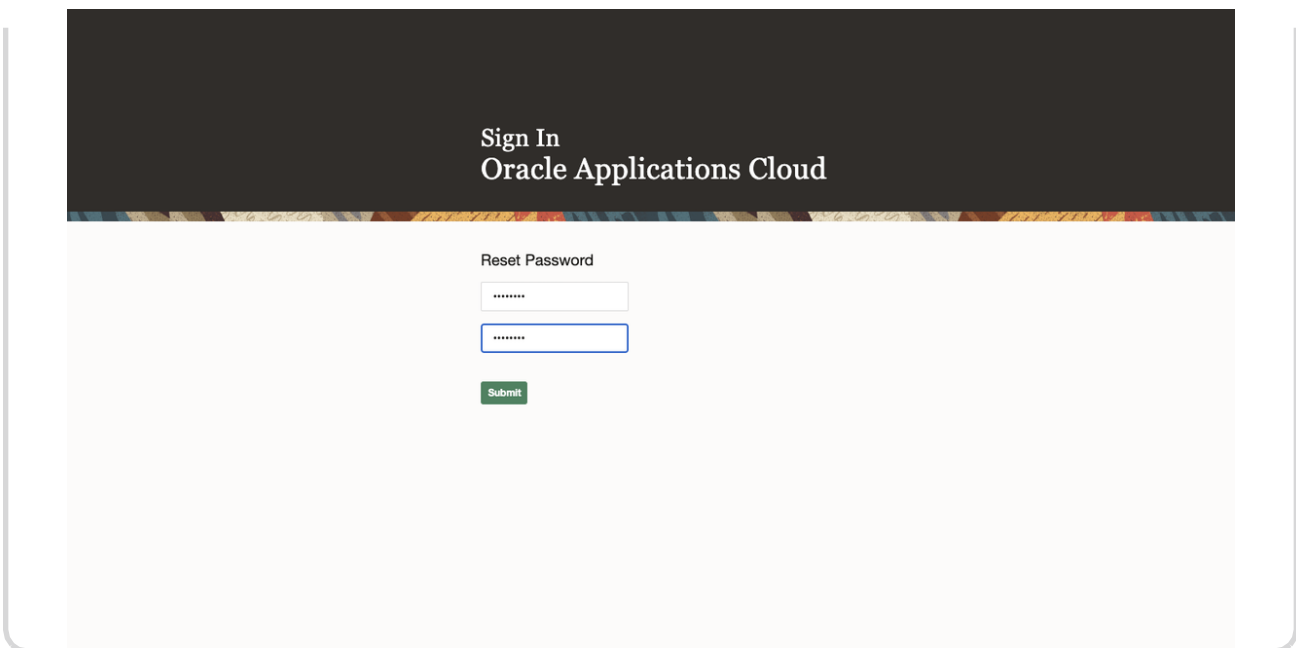 Sign In
Oracle Applications Cloud
Reset Password
••••••••
••••••••
Submit